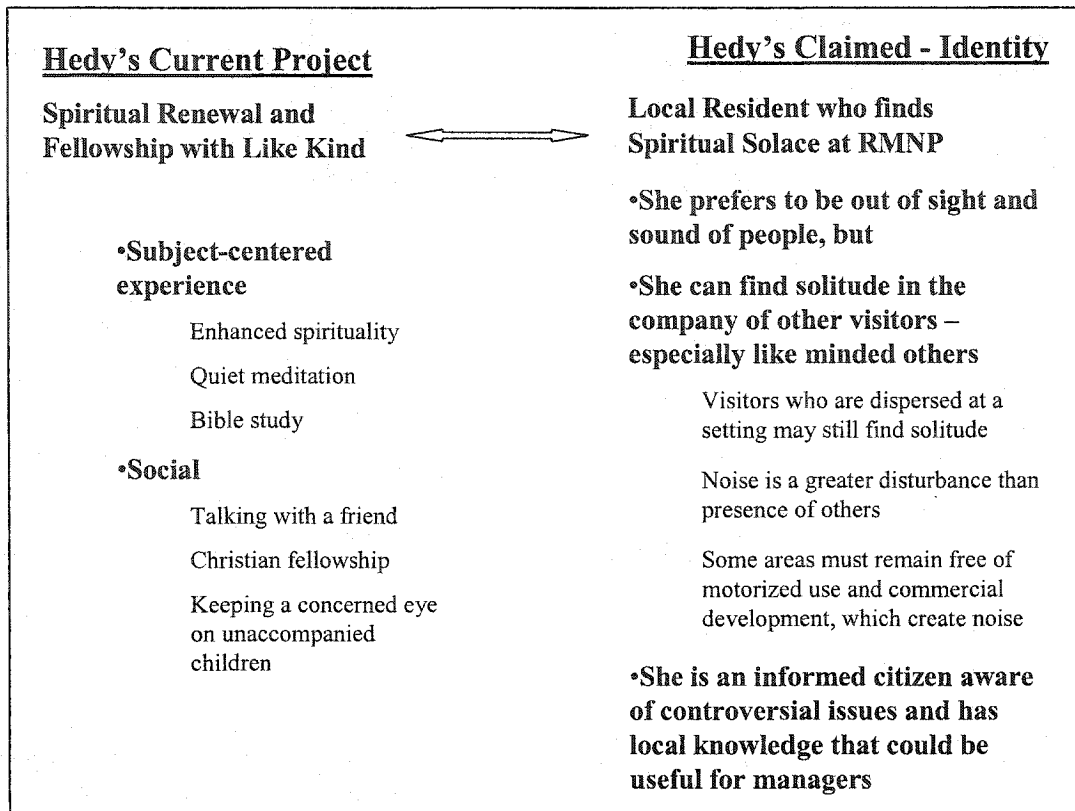 Hedy's Current Project
Spiritual Renewal and
Fellowship with Like Kind
•Subject-centered
experience
Enhanced spirituality
Quiet meditation
Bible study
•Social
Talking with a friend
Christian fellowship
Keeping a concerned eye
on unaccompanied
children
Hedy's Claimed - Identity
Local Resident who finds
Spiritual Solace at RMNP
•She prefers to be out of sight and
sound of people, but
•She can find solitude in the
company of other visitors –
especially like minded others
Visitors who are dispersed at a
setting may still find solitude
Noise is a greater disturbance than
presence of others
Some areas must remain free of
motorized use and commercial
development, which create noise
•She is an informed citizen aware
of controversial issues and has
local knowledge that could be
useful for managers